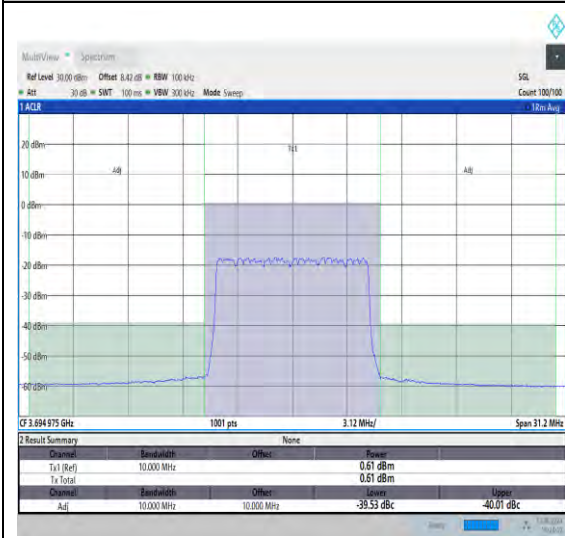 MultiView Spectrum
Ref Level 30.00 dBm Offset 8.42 dB RBW 100 kHz SGL
Att 30 dB SWT 100 ms VBW 300 kHz Mode Sweep Count 100/100
1 ACLR 1Rm Avg
20 dBm
Tx1
10 dBm Adj Adj
0 dBm
-10 dBm
-20 dBm
-30 dBm
-40 dBm
-50 dBm
-60 dBm
CF 3.694 975 GHz 1001 pts 3.12 MHz/ Span 31.2 MHz
2 Result Summary None
Channel Bandwidth Offset Power
Tx1 (Ref) 10.000 MHz 0.61 dBm
Tx Total 0.61 dBm
Channel Bandwidth Offset Lower Upper
Adj 10.000 MHz 10.000 MHz -39.53 dBc -40.01 dBc